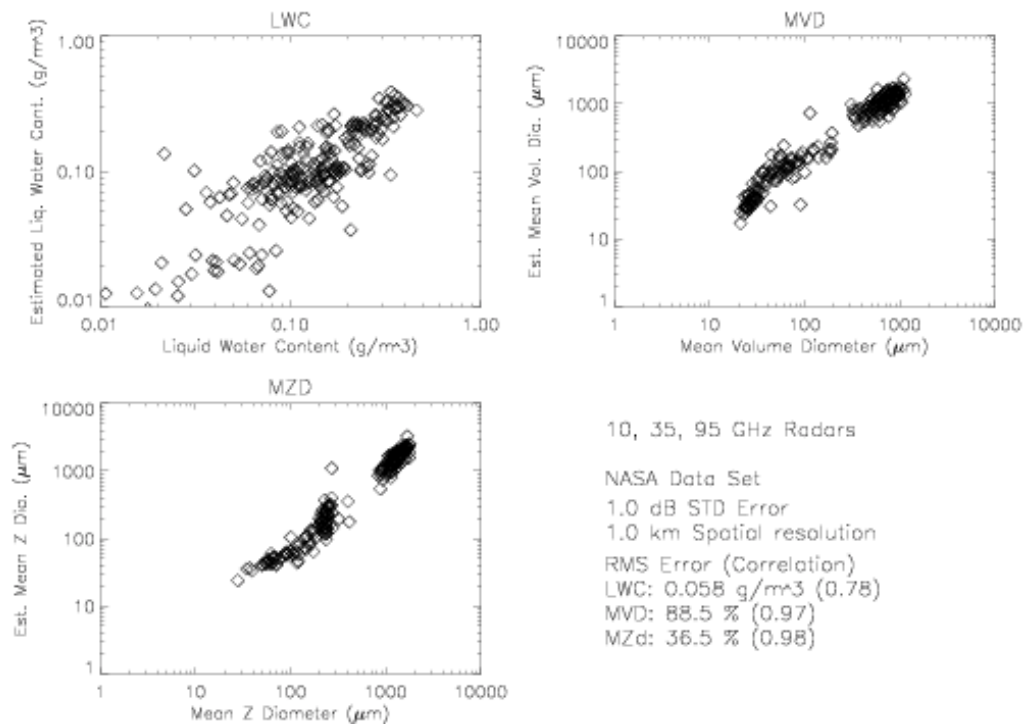 LWC
1.00
0.10
0.01
Estimated Liq. Water Cont. (g/m^3)
0.01 0.10 1.00
Liquid Water Content (g/m^3)
MVD
10000
1000
100
10
1
Est. Mean Vol. Dia. (μm)
1 10 100 1000 10000
Mean Volume Diameter (μm)
MZD
10000
1000
100
10
1
Est. Mean Z Dia. (μm)
1 10 100 1000 10000
Mean Z Diameter (μm)
10, 35, 95 GHz Radars
NASA Data Set
1.0 dB STD Error
1.0 km Spatial resolution
RMS Error (Correlation)
LWC: 0.058 g/m^3 (0.78)
MVD: 88.5 % (0.97)
MZd: 36.5 % (0.98)